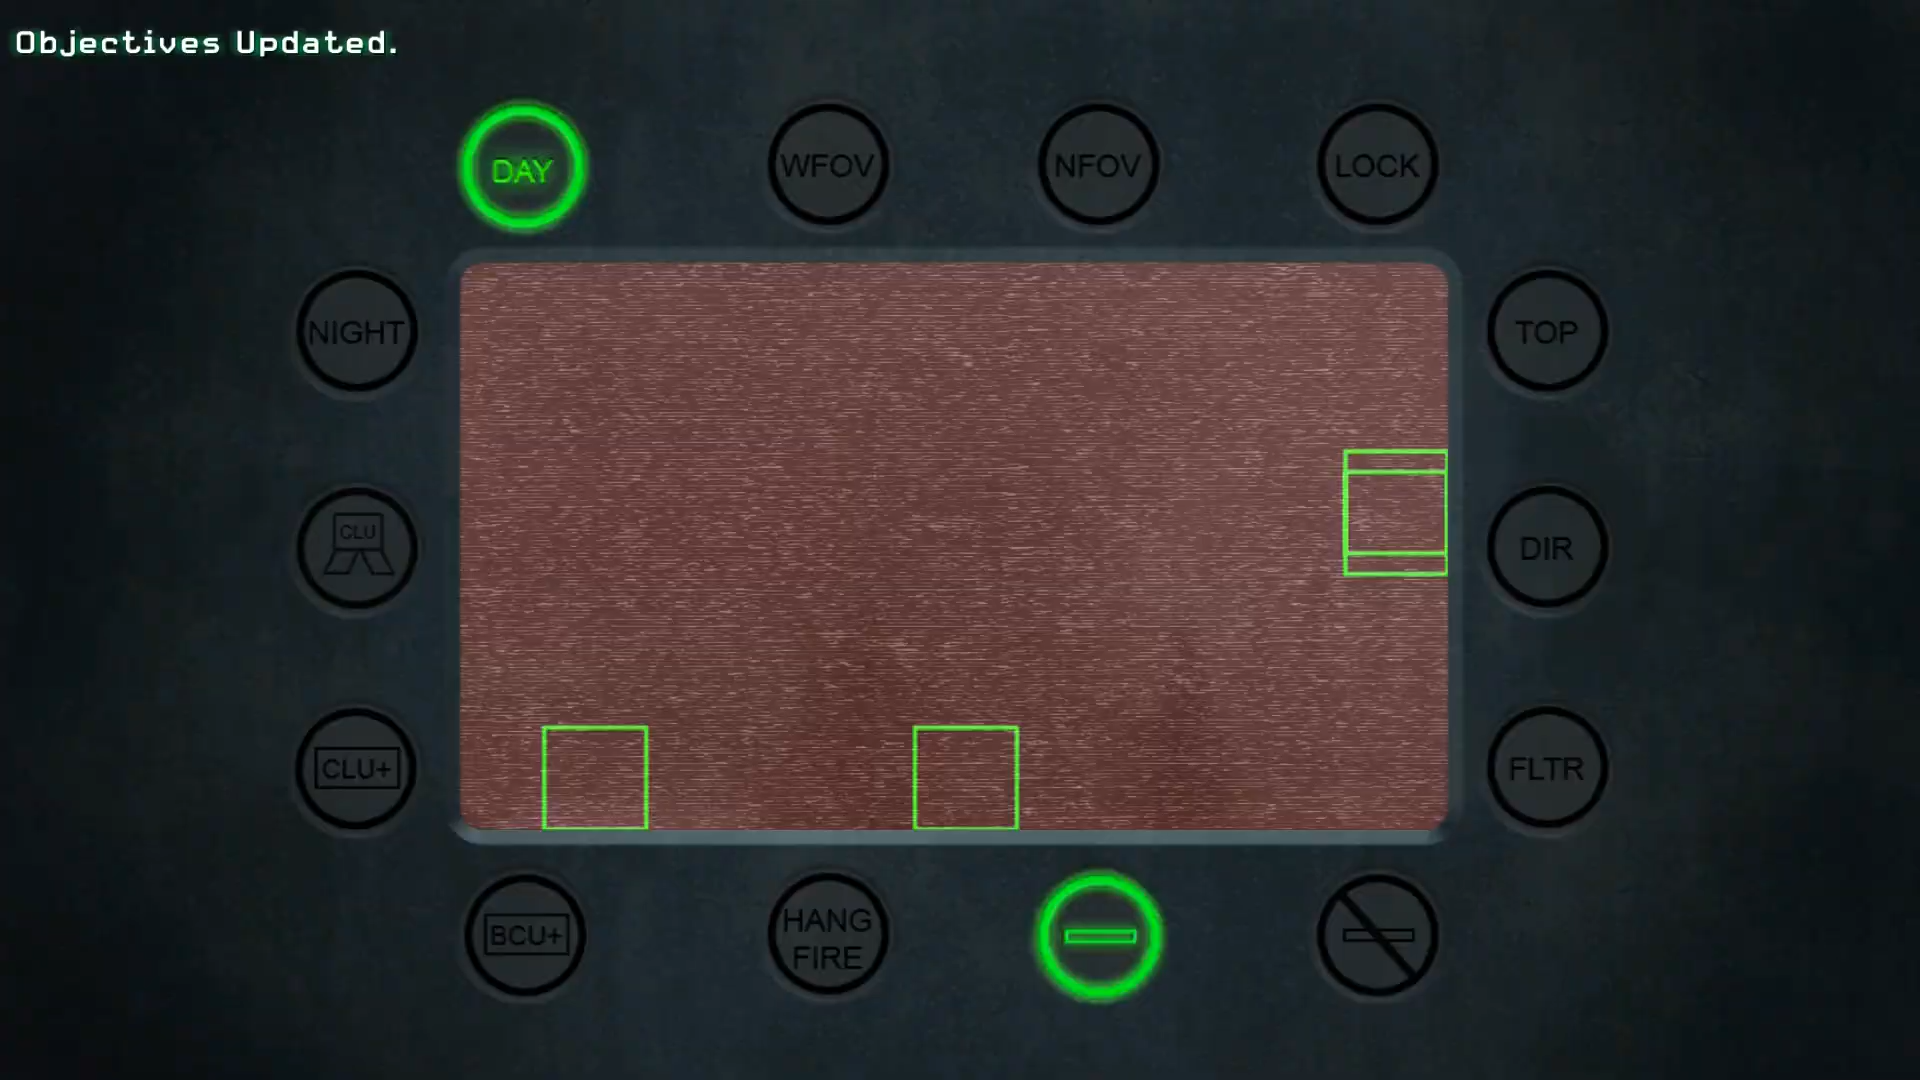 Objectives Updated.
DAY
WFOV
NFOV
LOCK
NIGHT
TOP
CLU
DIR
CLU+
FLTR
BCU+
HANG
FIRE